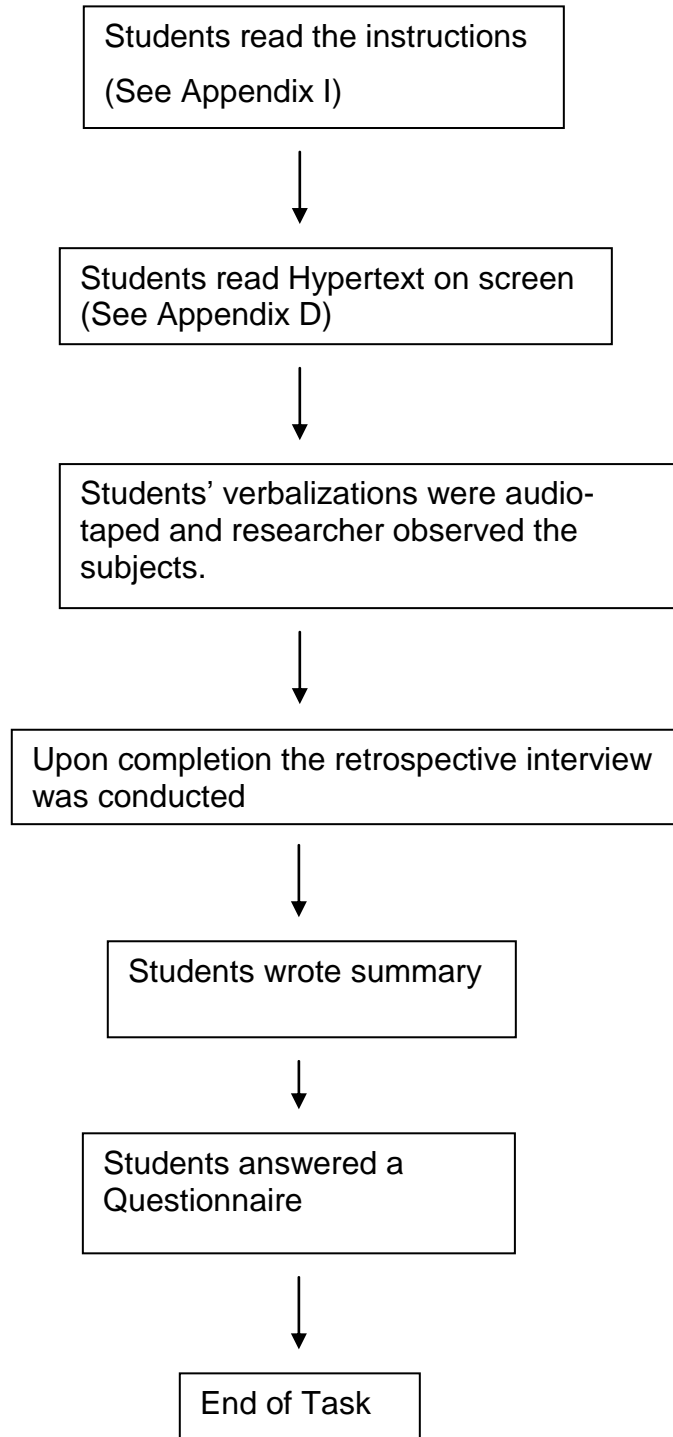 Students read the instructions
(See Appendix I)
Students read Hypertext on screen
(See Appendix D)
Students’ verbalizations were audio-
taped and researcher observed the
subjects.
Upon completion the retrospective interview
was conducted
Students wrote summary
Students answered a
Questionnaire
End of Task